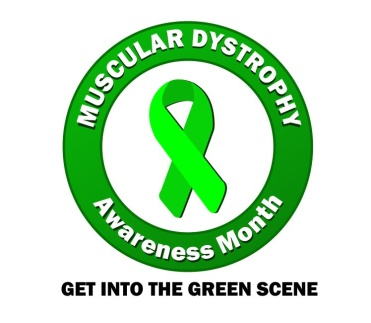 MUSCULAR DYSTROPHY
Awareness Month
GET INTO THE GREEN SCENE